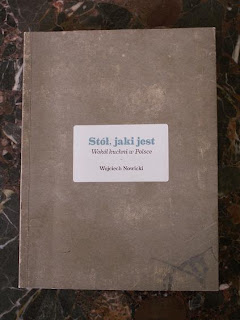 Stół, jaki jest
Wokół kuchni w Polsce
Wojciech Nowicki